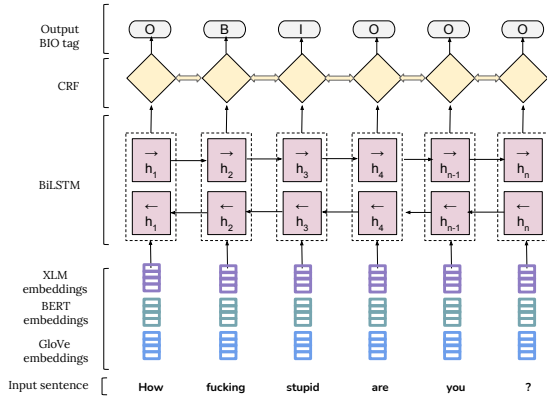 Output BIO tag O B I O O O
CRF
→ → → → → →
h1 h2 h3 h4 hn-1 hn
BiLSTM
← ← ← ← ← ←
h1 h2 h3 h4 hn-1 hn
XLM embeddings
BERT embeddings
GloVe embeddings
Input sentence How fucking stupid are you ?